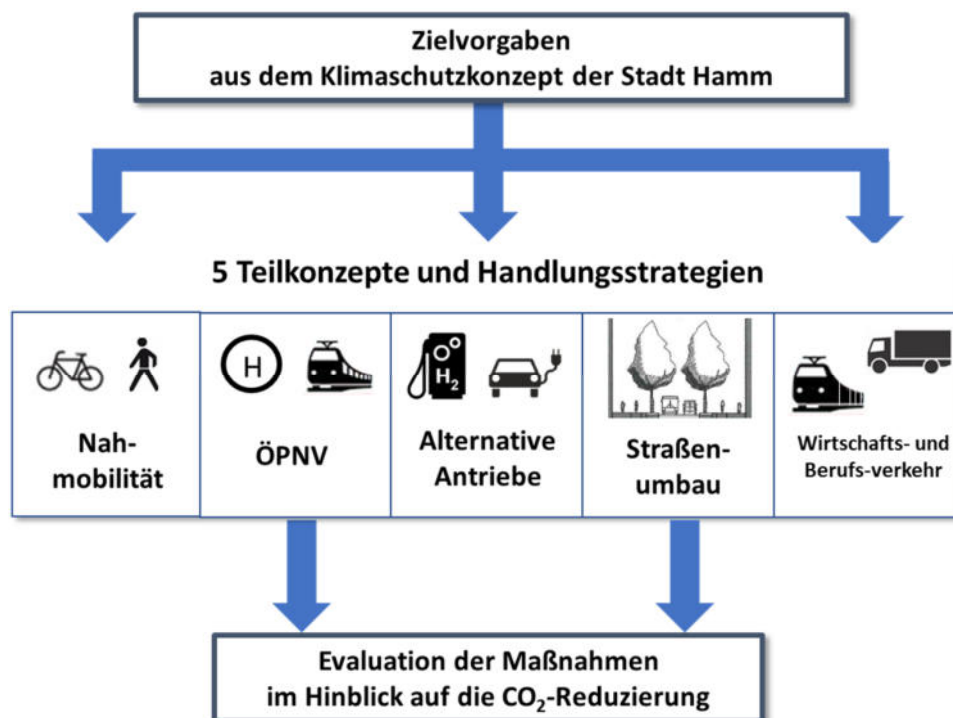 Zielvorgaben
aus dem Klimaschutzkonzept der Stadt Hamm
5 Teilkonzepte und Handlungsstrategien
Nah-
mobilität
H
ÖPNV
H₂
Alternative
Antriebe
Straßen-
umbau
Wirtschafts- und
Berufs-verkehr
Evaluation der Maßnahmen
im Hinblick auf die CO₂-Reduzierung